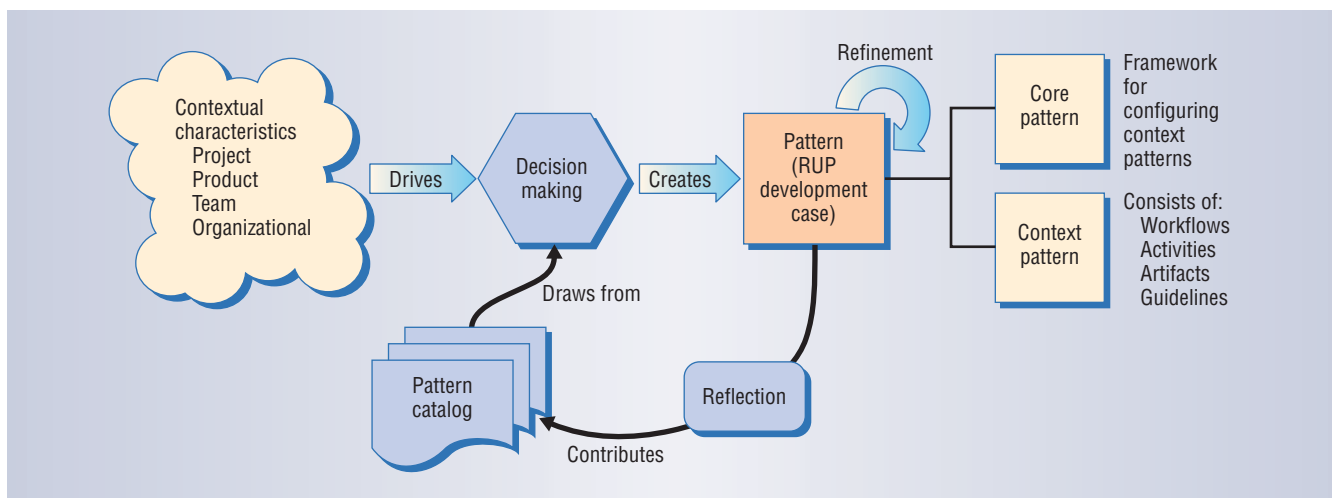 Contextual
characteristics
Project
Product
Team
Organizational
Drives
Decision
making
Creates
Refinement
Pattern
(RUP
development
case)
Core
pattern
Framework
for
configuring
context
patterns
Context
pattern
Consists of:
Workflows
Activities
Artifacts
Guidelines
Draws from
Pattern
catalog
Reflection
Contributes